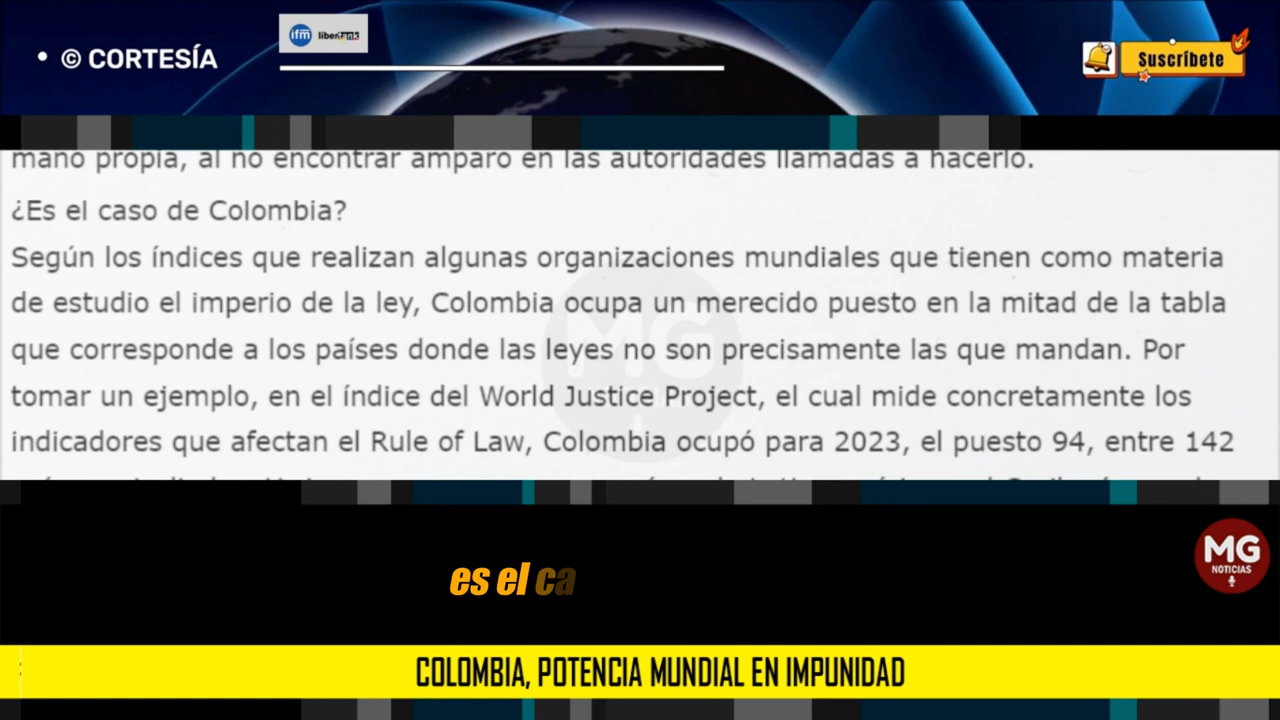 • © CORTESÍA
ifm libertank
Suscríbete
mano propia, al no encontrar amparo en las autoridades llamadas a hacerlo.
¿Es el caso de Colombia?
Según los índices que realizan algunas organizaciones mundiales que tienen como materia
de estudio el imperio de la ley, Colombia ocupa un merecido puesto en la mitad de la tabla
que corresponde a los países donde las leyes no son precisamente las que mandan. Por
tomar un ejemplo, en el índice del World Justice Project, el cual mide concretamente los
indicadores que afectan el Rule of Law, Colombia ocupó para 2023, el puesto 94, entre 142
es el ca
MG
NOTICIAS
COLOMBIA, POTENCIA MUNDIAL EN IMPUNIDAD